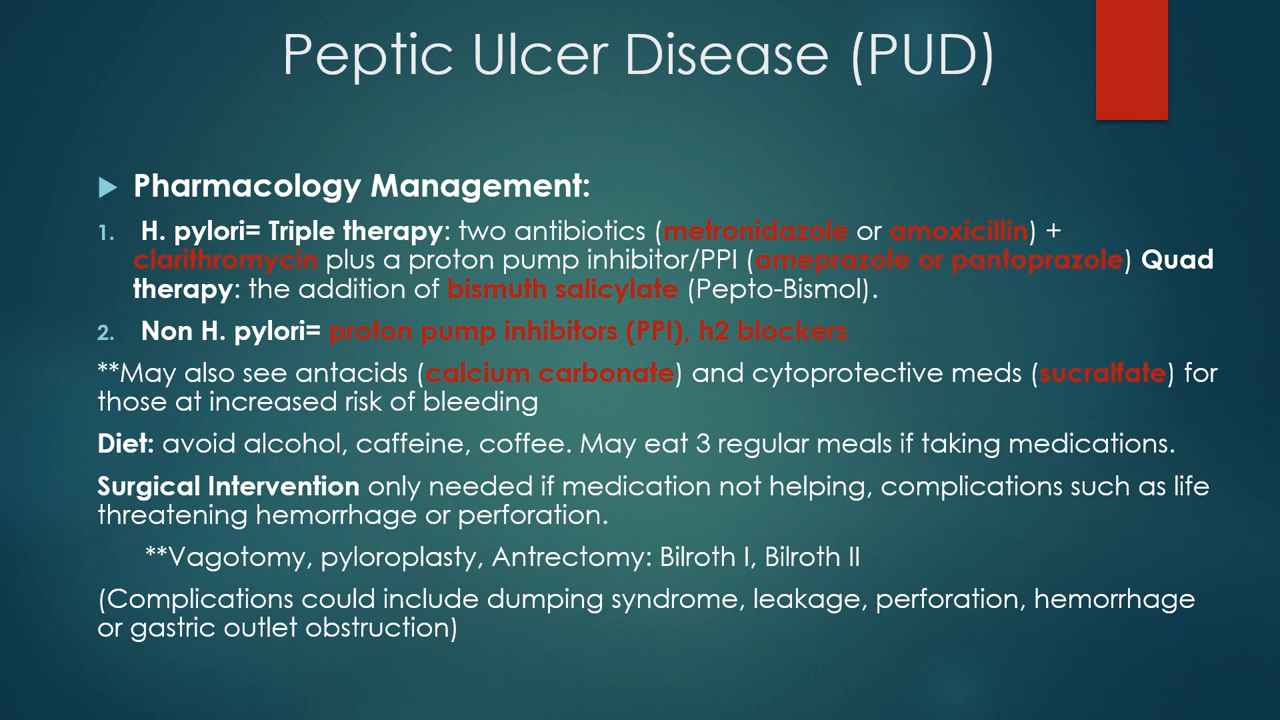 Peptic Ulcer Disease (PUD)
Pharmacology Management:
1. H. pylori= Triple therapy: two antibiotics (metronidazole or amoxicillin) +
clarithromycin plus a proton pump inhibitor/PPI (omeprazole or pantoprazole) Quad
therapy: the addition of bismuth salicylate (Pepto-Bismol).
2. Non H. pylori= proton pump inhibitors (PPI), h2 blockers
**May also see antacids (calcium carbonate) and cytoprotective meds (sucralfate) for
those at increased risk of bleeding
Diet: avoid alcohol, caffeine, coffee. May eat 3 regular meals if taking medications.
Surgical Intervention only needed if medication not helping, complications such as life
threatening hemorrhage or perforation.
**Vagotomy, pyloroplasty, Antrectomy: Bilroth I, Bilroth II
(Complications could include dumping syndrome, leakage, perforation, hemorrhage
or gastric outlet obstruction)